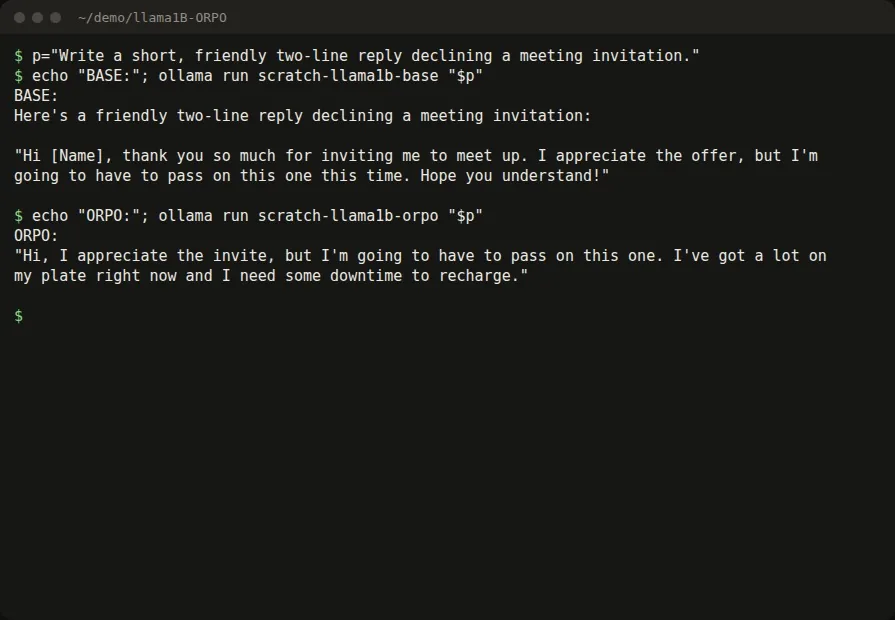 ~/demo/llama1B-ORPO
$ p="Write a short, friendly two-line reply declining a meeting invitation."
$ echo "BASE:"; ollama run scratch-llama1b-base "$p"
BASE:
Here's a friendly two-line reply declining a meeting invitation:
"Hi [Name], thank you so much for inviting me to meet up. I appreciate the offer, but I'm
going to have to pass on this one this time. Hope you understand!"
$ echo "ORPO:"; ollama run scratch-llama1b-orpo "$p"
ORPO:
"Hi, I appreciate the invite, but I'm going to have to pass on this one. I've got a lot on
my plate right now and I need some downtime to recharge."
$